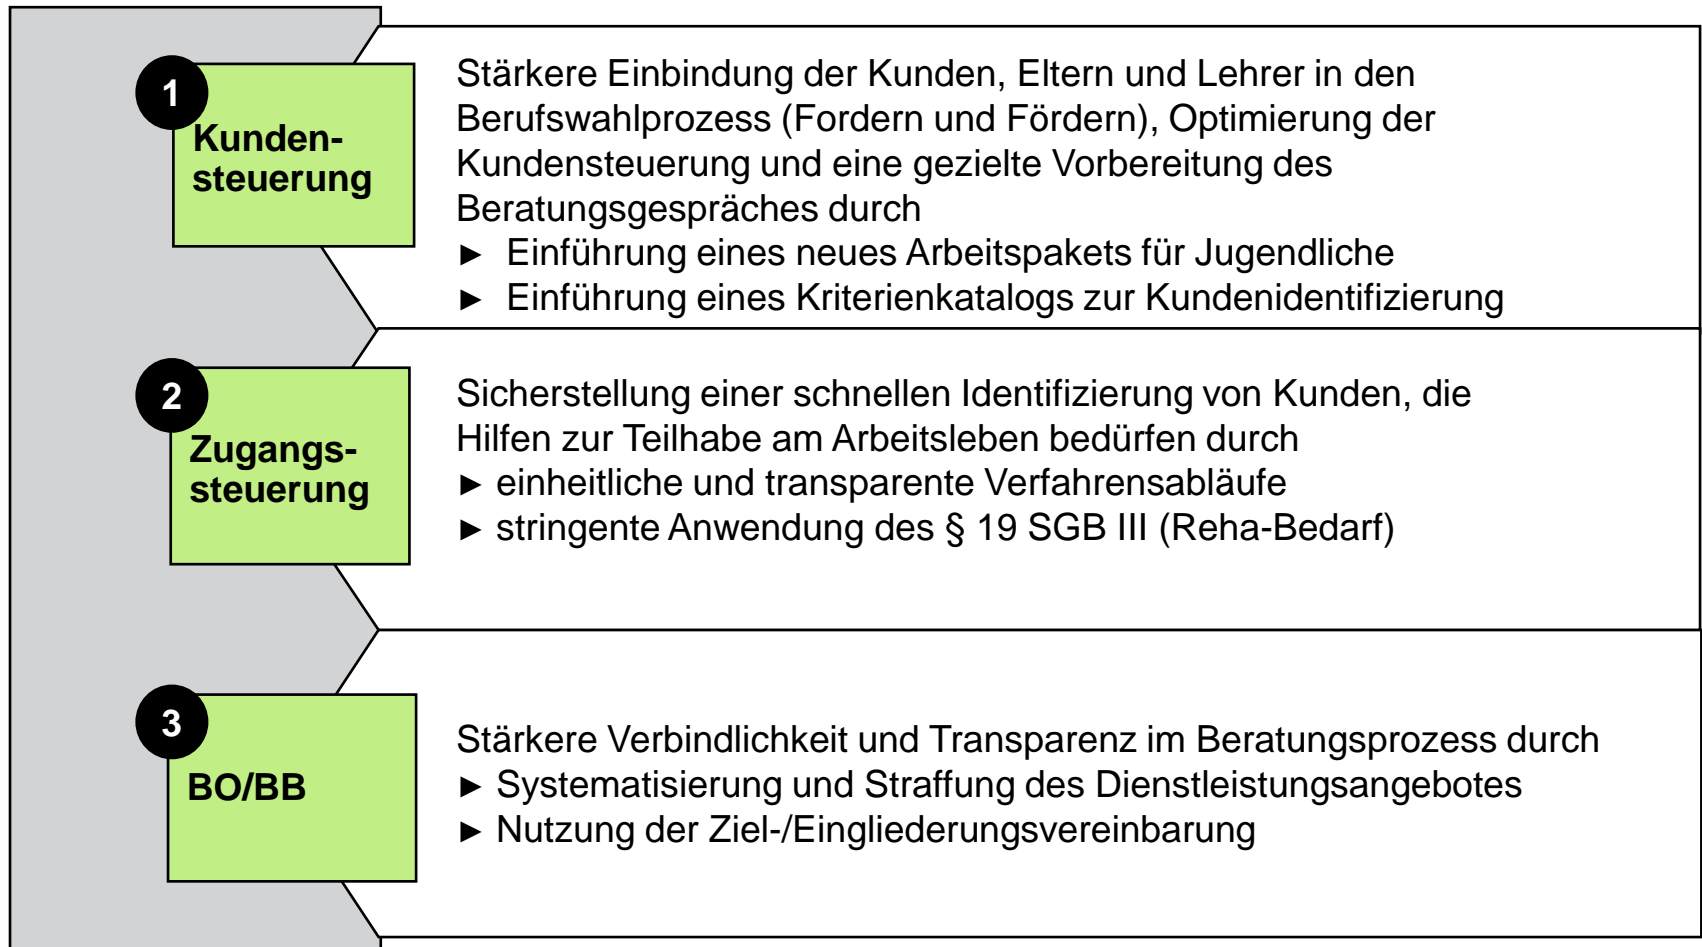 1
Kunden-
steuerung
Stärkere Einbindung der Kunden, Eltern und Lehrer in den
Berufswahlprozess (Fordern und Fördern), Optimierung der
Kundensteuerung und eine gezielte Vorbereitung des
Beratungsgespräches durch
► Einführung eines neues Arbeitspakets für Jugendliche
► Einführung eines Kriterienkatalogs zur Kundenidentifizierung
2
Zugangs-
steuerung
Sicherstellung einer schnellen Identifizierung von Kunden, die
Hilfen zur Teilhabe am Arbeitsleben bedürfen durch
► einheitliche und transparente Verfahrensabläufe
► stringente Anwendung des § 19 SGB III (Reha-Bedarf)
3
BO/BB
Stärkere Verbindlichkeit und Transparenz im Beratungsprozess durch
► Systematisierung und Straffung des Dienstleistungsangebotes
► Nutzung der Ziel-/Eingliederungsvereinbarung